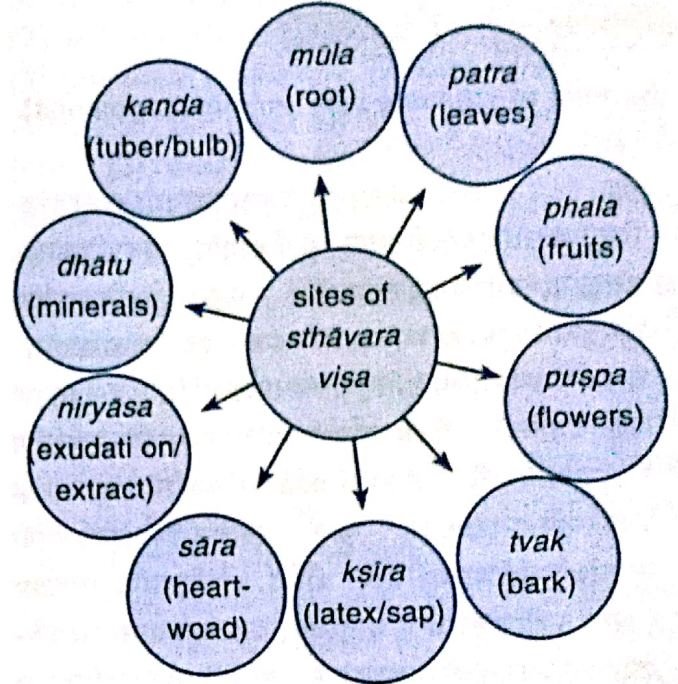 mūla
(root)
patra
(leaves)
phala
(fruits)
puṣpa
(flowers)
tvak
(bark)
kṣira
(latex/sap)
sāra
(heart-
woad)
niryāsa
(exudati on/
extract)
dhātu
(minerals)
kanda
(tuber/bulb)
sites of
sthāvara
viṣa